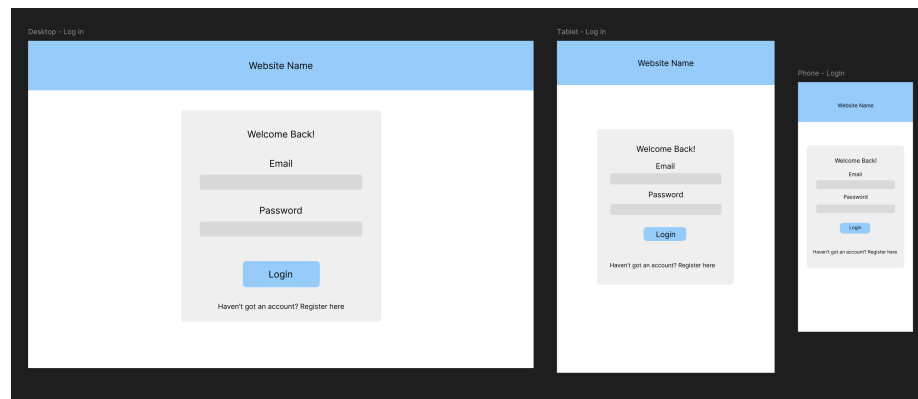 Desktop - Log in
Website Name
Welcome Back!
Email
Password
Login
Haven't got an account? Register here
Tablet - Log in
Website Name
Welcome Back!
Email
Password
Login
Haven't got an account? Register here
Phone - Login
Website Name
Welcome Back!
Email
Password
Login
Haven't got an account? Register here